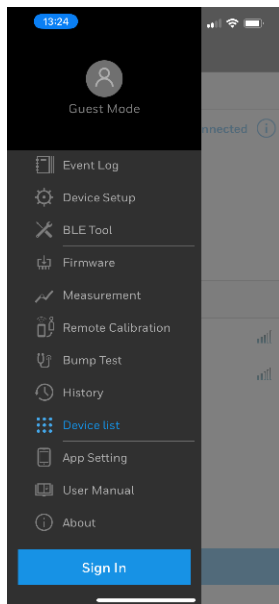 13:24
Guest Mode
nnected
Event Log
Device Setup
BLE Tool
Firmware
Measurement
Remote Calibration
Bump Test
History
Device list
App Setting
User Manual
About
Sign In